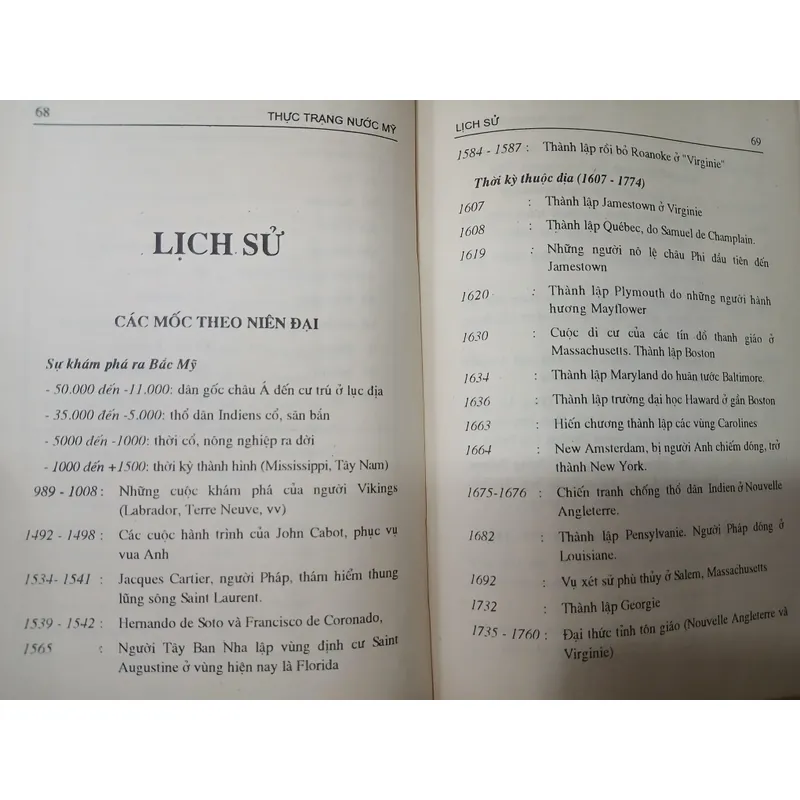 68
THỰC TRẠNG NƯỚC MỸ
LỊCH SỬ
CÁC MỐC THEO NIÊN ĐẠI
Sự khám phá ra Bắc Mỹ
- 50.000 đến -11.000: dân gốc châu Á đến cư trú ở lục địa
- 35.000 đến -5.000: thổ dân Indiens cổ, săn bắn
- 5000 đến -1000: thời cổ, nông nghiệp ra đời
- 1000 đến +1500: thời kỳ thành hình (Mississippi, Tây Nam)
989 - 1008 : Những cuộc khám phá của người Vikings
(Labrador, Terre Neuve, vv)
1492 - 1498 : Các cuộc hành trình của John Cabot, phục vụ
vua Anh
1534- 1541 : Jacques Cartier, người Pháp, thám hiểm thung
lũng sông Saint Laurent.
1539 - 1542 : Hernando de Soto và Francisco de Coronado,
1565 : Người Tây Ban Nha lập vùng định cư Saint
Augustine ở vùng hiện nay là Florida
LỊCH SỬ
69
1584 - 1587 : Thành lập rồi bỏ Roanoke ở "Virginie"
Thời kỳ thuộc địa (1607 - 1774)
1607 : Thành lập Jamestown ở Virginie
1608 : Thành lập Québec, do Samuel de Champlain.
1619 : Những người nô lệ châu Phi đầu tiên đến
Jamestown
1620 : Thành lập Plymouth do những người hành
hương Mayflower
1630 : Cuộc di cư của các tín đồ thanh giáo ở
Massachusetts. Thành lập Boston
1634 : Thành lập Maryland do huân tước Baltimore.
1636 : Thành lập trường đại học Haward ở gần Boston
1663 : Hiến chương thành lập các vùng Carolines
1664 : New Amsterdam, bị người Anh chiếm đóng, trở
thành New York.
1675-1676 : Chiến tranh chống thổ dân Indien ở Nouvelle
Angleterre.
1682 : Thành lập Pensylvanie. Người Pháp đóng ở
Louisiane.
1692 : Vụ xét sử phù thủy ở Salem, Massachusetts
1732 : Thành lập Georgie
1735 - 1760 : Đại thức tỉnh tôn giáo (Nouvelle Angleterre và
Virginie)